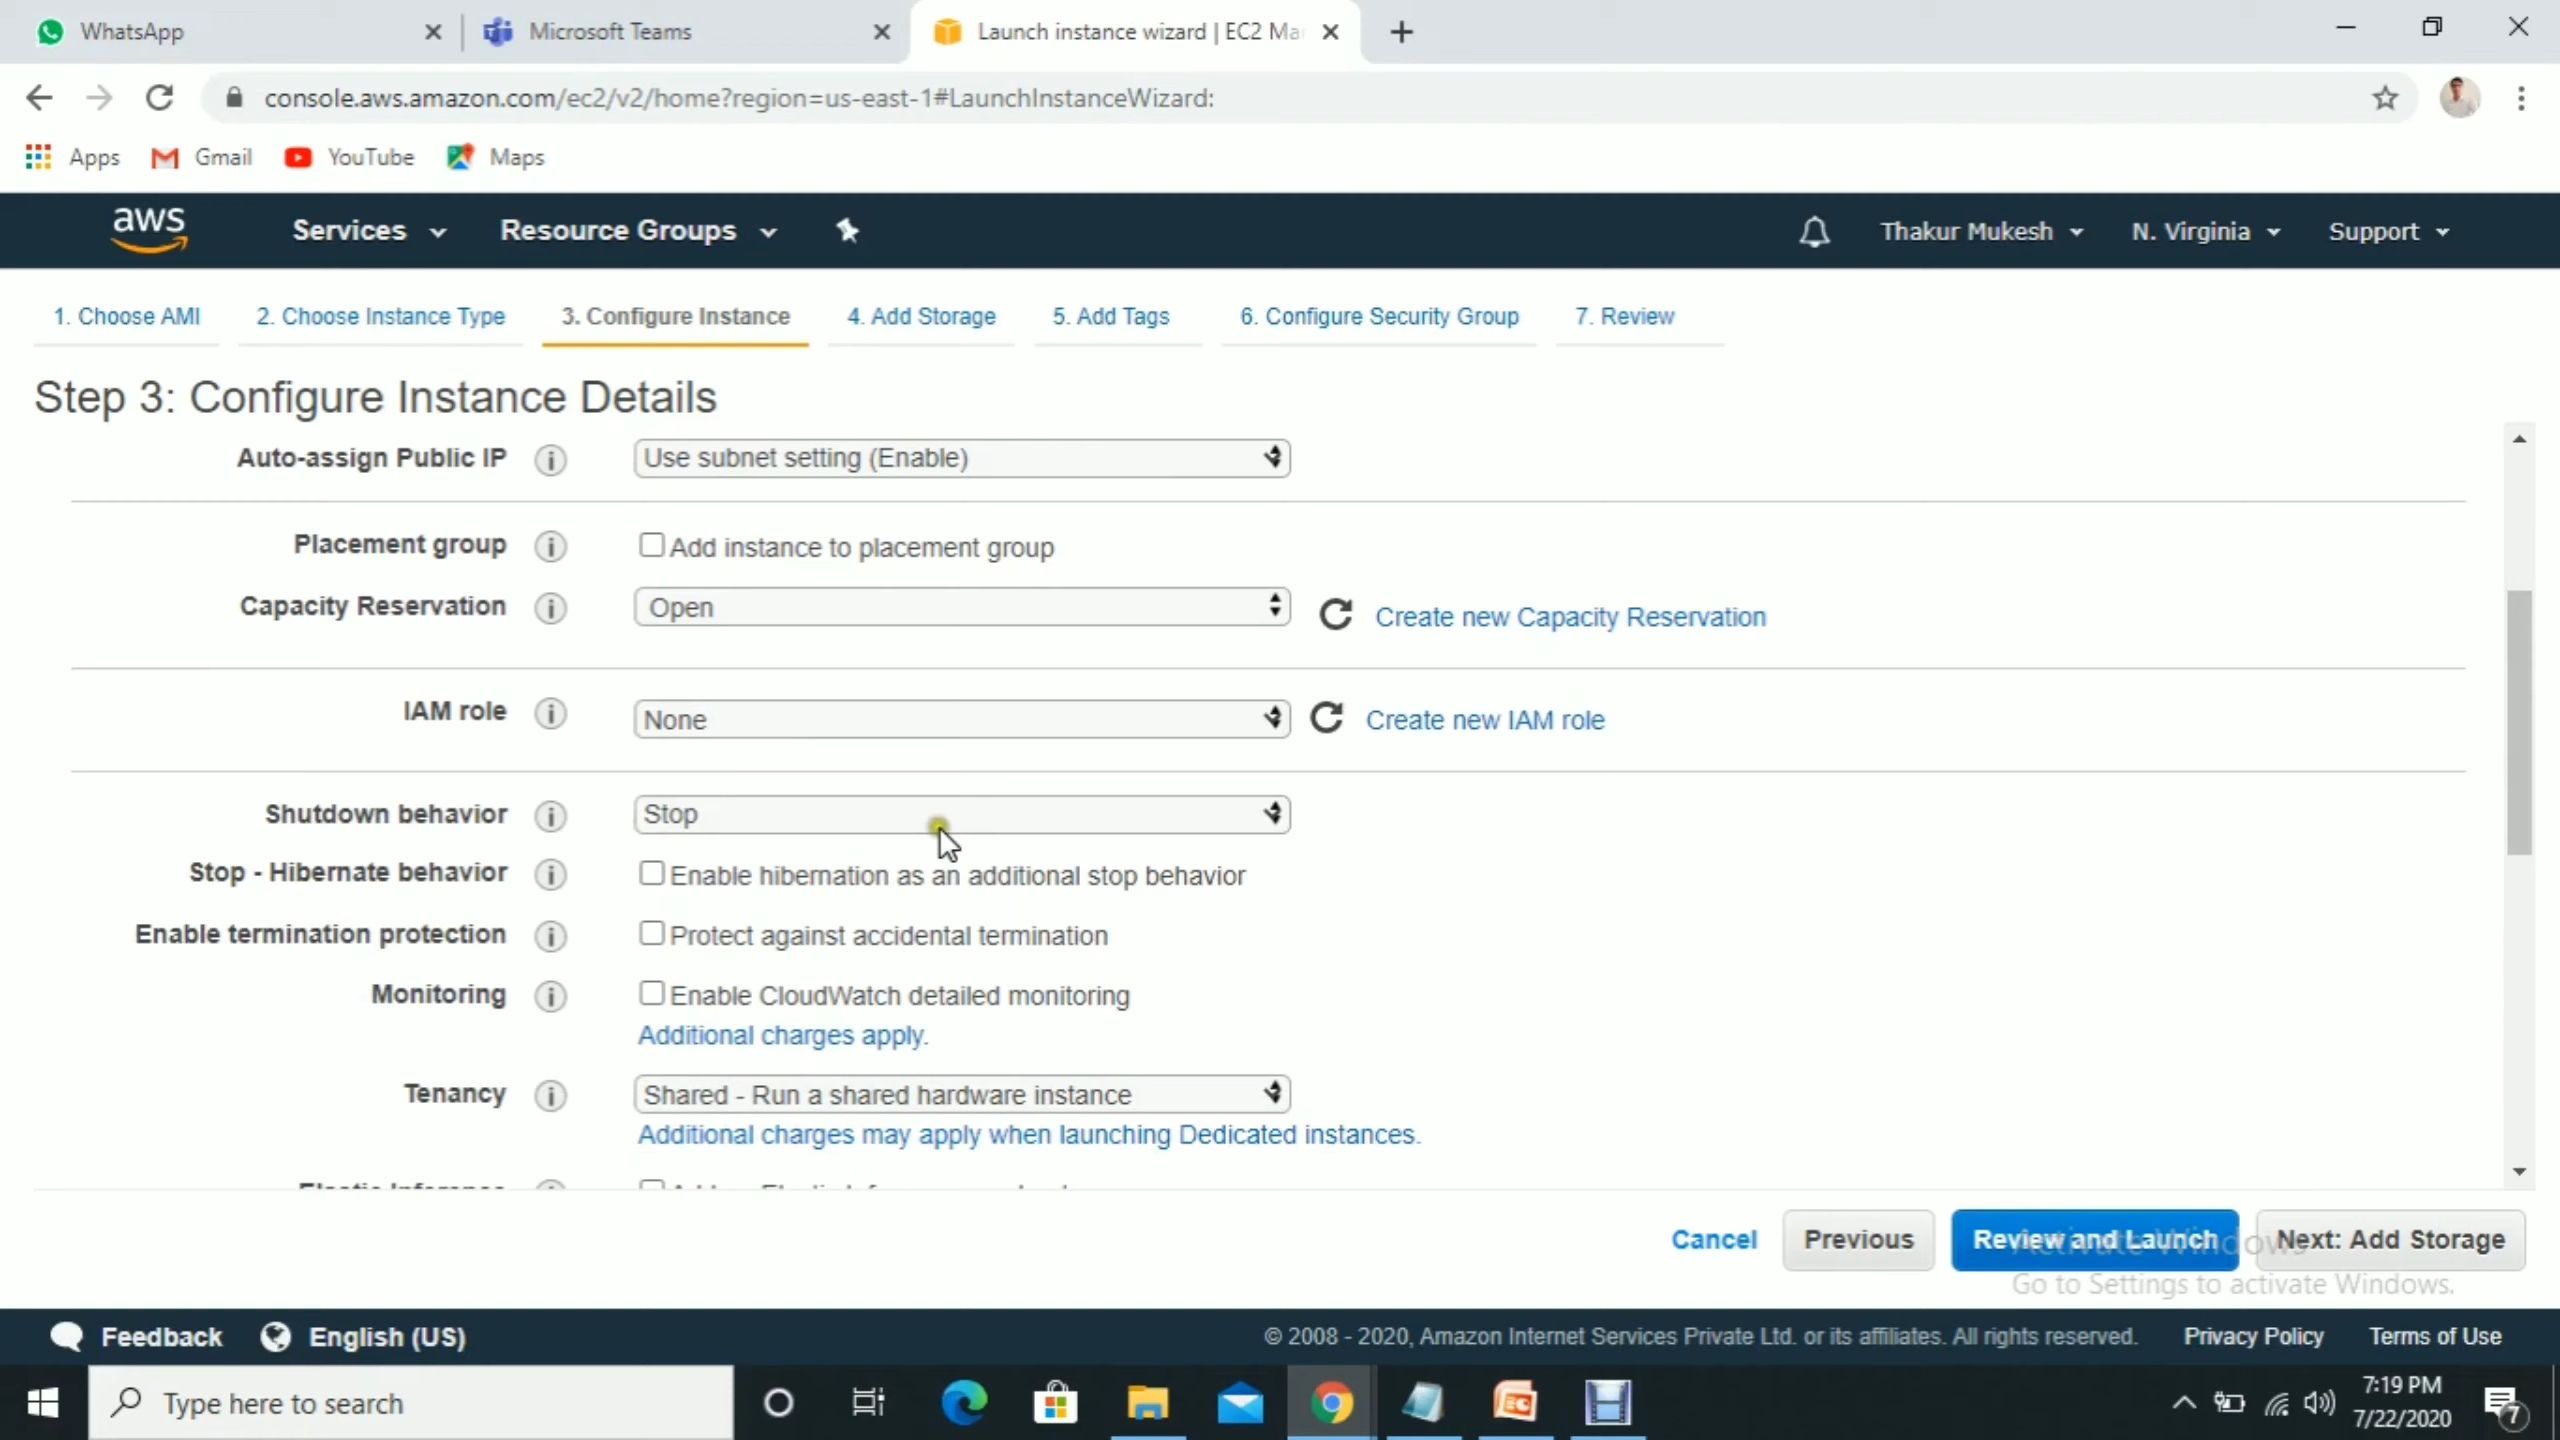 WhatsApp
Microsoft Teams
Launch instance wizard | EC2 Ma
console.aws.amazon.com/ec2/v2/home?region=us-east-1#LaunchInstanceWizard:
Apps Gmail YouTube Maps
aws Services Resource Groups Thakur Mukesh N. Virginia Support
1. Choose AMI 2. Choose Instance Type 3. Configure Instance 4. Add Storage 5. Add Tags 6. Configure Security Group 7. Review
Step 3: Configure Instance Details
Auto-assign Public IP Use subnet setting (Enable)
Placement group Add instance to placement group
Capacity Reservation Open Create new Capacity Reservation
IAM role None Create new IAM role
Shutdown behavior Stop
Stop - Hibernate behavior Enable hibernation as an additional stop behavior
Enable termination protection Protect against accidental termination
Monitoring Enable CloudWatch detailed monitoring
Additional charges apply.
Tenancy Shared - Run a shared hardware instance
Additional charges may apply when launching Dedicated instances.
Cancel Previous Review and Launch Next: Add Storage
Activate Windows
Go to Settings to activate Windows.
Feedback English (US) © 2008 - 2020, Amazon Internet Services Private Ltd. or its affiliates. All rights reserved. Privacy Policy Terms of Use
Type here to search
7:19 PM
7/22/2020
7